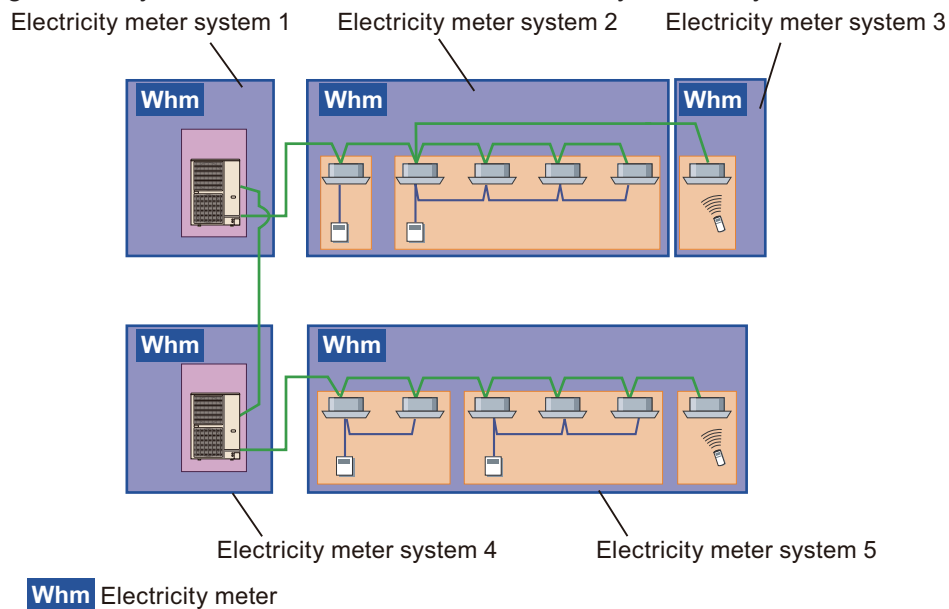 Electricity meter system 1
Electricity meter system 2
Electricity meter system 3
Whm
Whm
Whm
Whm
Whm
Electricity meter system 4
Electricity meter system 5
Whm Electricity meter